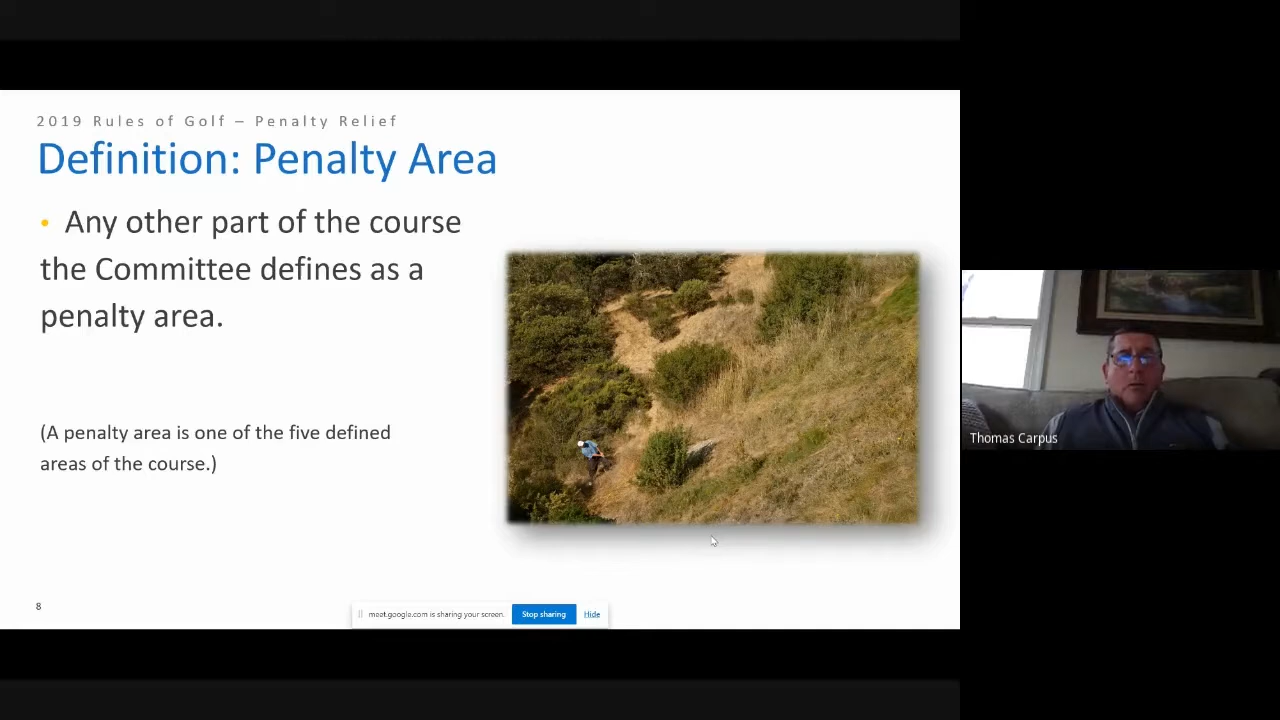 2019 Rules of Golf – Penalty Relief
Definition: Penalty Area
• Any other part of the course
the Committee defines as a
penalty area.
(A penalty area is one of the five defined
areas of the course.)
8
meet.google.com is sharing your screen.
Stop sharing
Hide
Thomas Carpus